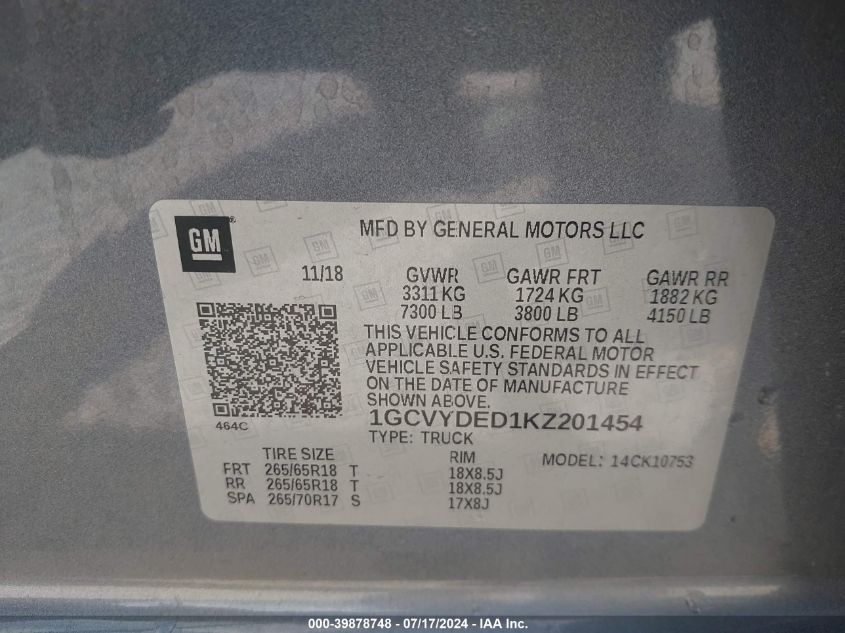 GM ®
MFD BY GENERAL MOTORS LLC
11/18 GVWR GAWR FRT GAWR RR
3311 KG 1724 KG 1882 KG
7300 LB 3800 LB 4150 LB
THIS VEHICLE CONFORMS TO ALL
APPLICABLE U.S. FEDERAL MOTOR
VEHICLE SAFETY STANDARDS IN EFFECT
ON THE DATE OF MANUFACTURE
SHOWN ABOVE.
464C
1GCVYDED1KZ201454
TYPE: TRUCK
TIRE SIZE RIM MODEL: 14CK10753
FRT 265/65R18 T 18X8.5J
RR 265/65R18 T 18X8.5J
SPA 265/70R17 S 17X8J
000-39878748 - 07/17/2024 - IAA Inc.